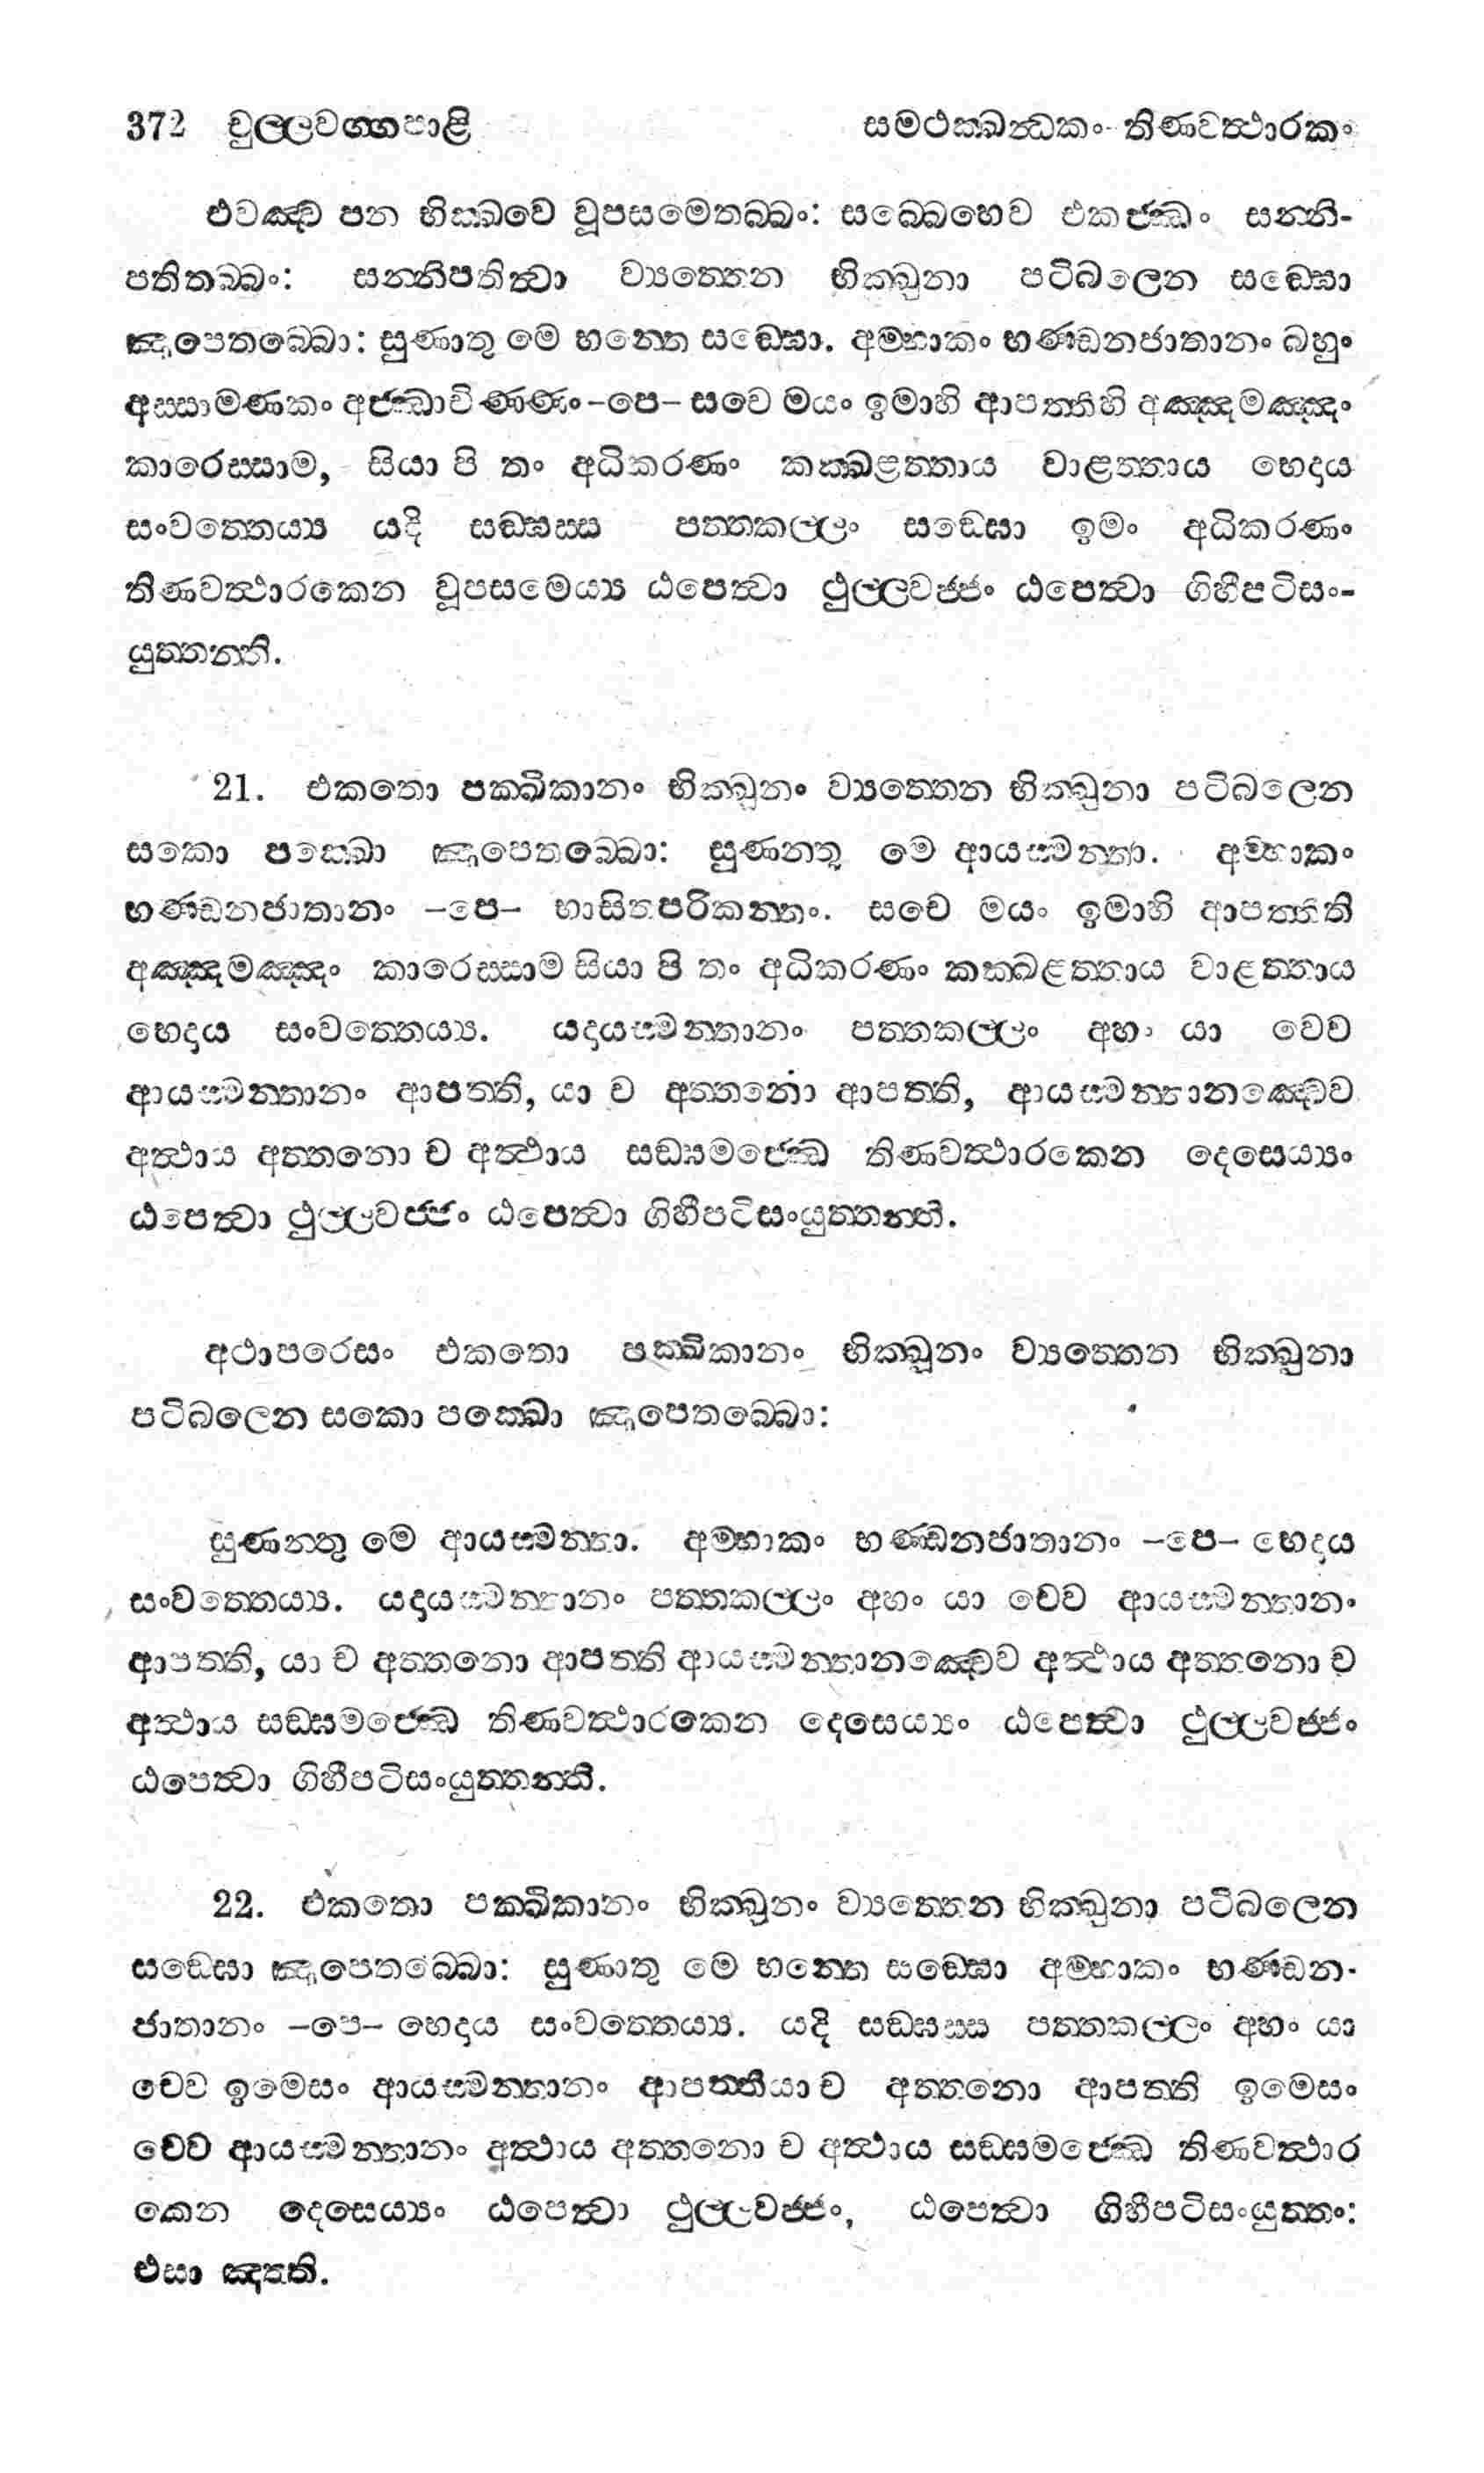 372 චුල්ලවග්ගපාළි සමථක්ඛන්ධකං තිණවත්ථාරකං
එවඤ්ච පන භික්ඛවෙ වූපසමෙතබ්බං: සබ්බෙහෙව එකජ්ඣං සන්නි-
පතිතබ්බං: සන්නිපතිත්වා ව්‍යත්තෙන භික්ඛුනා පටිබලෙන සඞ්ඝො
ඤාපෙතබ්බො: සුණාතු මෙ භන්තෙ සඞ්ඝො. අම්හාකං භණ්ඩනජාතානං බහුං
අස්සාමණකං අජ්ඣාචිණ්ණං –පෙ– සචෙ මයං ඉමාහි ආපත්තිහි අඤ්ඤමඤ්ඤං
කාරෙස්සාම, සියා පි තං අධිකරණං කක්ඛළත්තාය වාළත්තාය භෙදාය
සංවත්තෙය්‍ය යදි සඞ්ඝස්ස පත්තකල්ලං සඞ්ඝො ඉමං අධිකරණං
තිණවත්ථාරකෙන වූපසමෙය්‍ය ඨපෙත්වා ථුල්ලවජ්ජං ඨපෙත්වා ගිහීපටිසං-
යුත්තන්ති.
21. එකතො පක්ඛිකානං භික්ඛූනං ව්‍යත්තෙන භික්ඛුනා පටිබලෙන
සකො පක්ඛො ඤාපෙතබ්බො: සුණන්තු මෙ ආයස්මන්තා. අම්හාකං
භණ්ඩනජාතානං –පෙ– භාසිතපරිකන්තං. සචෙ මයං ඉමාහි ආපත්තිති
අඤ්ඤමඤ්ඤං කාරෙස්සාම සියා පි තං අධිකරණං කක්ඛළත්තාය වාළත්තාය
භෙදාය සංවත්තෙය්‍ය. යදායස්මන්තානං පත්තකල්ලං අහං යා චෙව
ආයස්මන්තානං ආපත්ති, යා ච අත්තනො ආපත්ති, ආයස්මන්තානඤ්චෙව
අත්ථාය අත්තනො ච අත්ථාය සඞ්ඝමජ්ඣෙ තිණවත්ථාරකෙන දෙසෙය්‍යං
ඨපෙත්වා ථුල්ලවජ්ජං ඨපෙත්වා ගිහීපටිසංයුත්තන්ති.
අථාපරෙසං එකතො පක්ඛිකානං භික්ඛූනං ව්‍යත්තෙන භික්ඛුනා
පටිබලෙන සකො පක්ඛො ඤාපෙතබ්බො:
සුණන්තු මෙ ආයස්මන්තා. අම්හාකං භණ්ඩනජාතානං –පෙ– භෙදාය
සංවත්තෙය්‍ය. යදායස්මන්තානං පත්තකල්ලං අහං යා චෙව ආයස්මන්තානං
ආපත්ති, යා ච අත්තනො ආපත්ති ආයස්මන්තානඤ්චෙව අත්ථාය අත්තනො ච
අත්ථාය සඞ්ඝමජ්ඣෙ තිණවත්ථාරකෙන දෙසෙය්‍යං ඨපෙත්වා ථුල්ලවජ්ජං
ඨපෙත්වා ගිහීපටිසංයුත්තන්ති.
22. එකතො පක්ඛිකානං භික්ඛූනං ව්‍යත්තෙන භික්ඛුනා පටිබලෙන
සඞ්ඝො ඤාපෙතබ්බො: සුණාතු මෙ භන්තෙ සඞ්ඝො අම්හාකං භණ්ඩන-
ජාතානං –පෙ– භෙදාය සංවත්තෙය්‍ය. යදි සඞ්ඝස්ස පත්තකල්ලං අහං යා
චෙව ඉමෙසං ආයස්මන්තානං ආපත්තියා ච අත්තනො ආපත්ති ඉමෙසං
චෙව ආයස්මන්තානං අත්ථාය අත්තනො ච අත්ථාය සඞ්ඝමජ්ඣෙ තිණවත්ථාර
කෙන දෙසෙය්‍යං ඨපෙත්වා ථුල්ලවජ්ජං, ඨපෙත්වා ගිහීපටිසංයුත්තං:
එසා ඤත්ති.